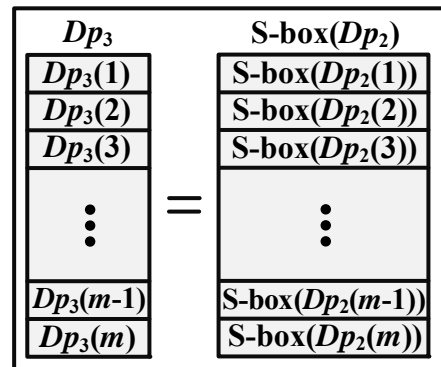 Dp₃ S-box(Dp₂)
Dp₃(1) S-box(Dp₂(1))
Dp₃(2) S-box(Dp₂(2))
Dp₃(3) S-box(Dp₂(3))
⋮ = ⋮
Dp₃(m-1) S-box(Dp₂(m-1))
Dp₃(m) S-box(Dp₂(m))